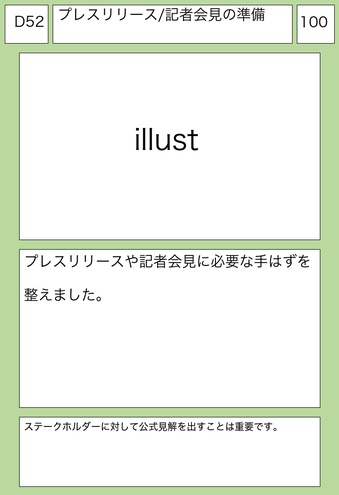 D52
プレスリリース/記者会見の準備
100
illust
プレスリリースや記者会見に必要な手はずを
整えました。
ステークホルダーに対して公式見解を出すことは重要です。